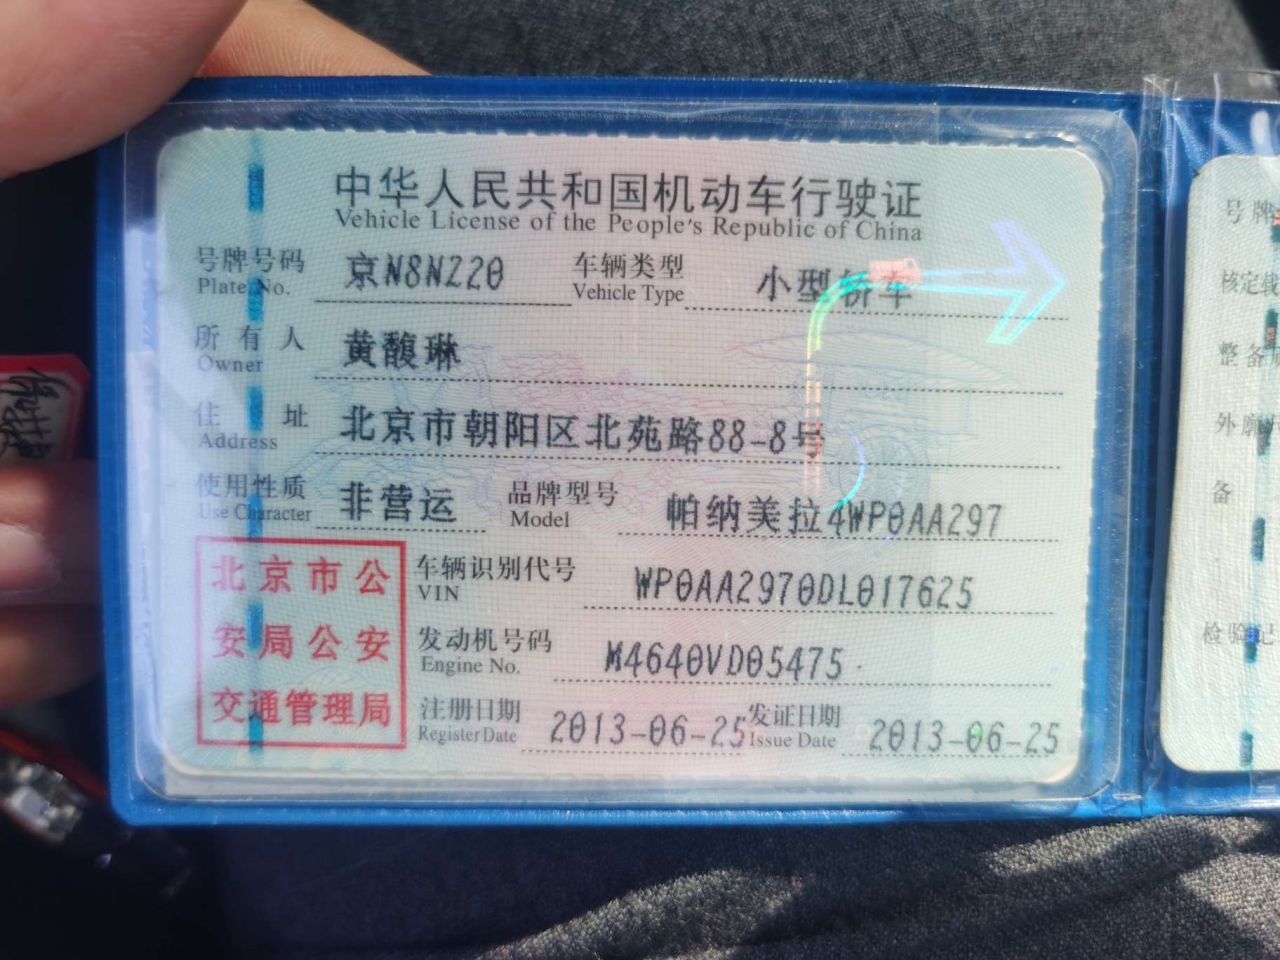 中华人民共和国机动车行驶证
Vehicle License of the People's Republic of China
号牌号码 京N8N220 车辆类型 小型轿车
Plate No. Vehicle Type
所有人 黄馥琳
Owner
住址 北京市朝阳区北苑路88-8号
Address
使用性质 非营运 品牌型号 帕纳美拉4WP0AA297
Use Character Model
北京市公
安局公安
交通管理局
车辆识别代号 WP0AA2970DL017625
VIN
发动机号码 M4640VD05475
Engine No.
注册日期 2013-06-25 发证日期 2013-06-25
Register Date Issue Date
号牌
核定载
整备
外廓
备
检验记